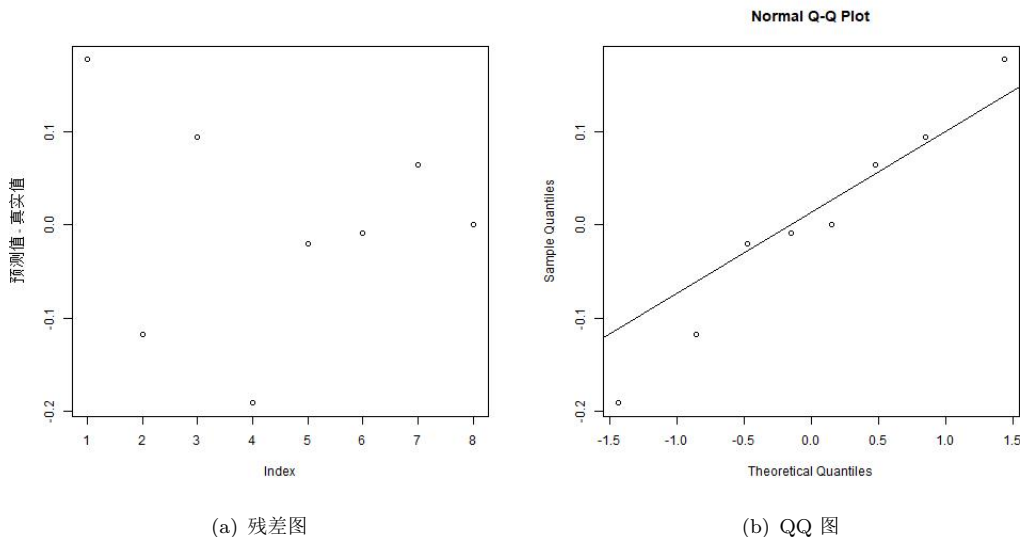 预测值 - 真实值
0.1
0.0
-0.1
-0.2
1 2 3 4 5 6 7 8
Index
(a) 残差图
Normal Q-Q Plot
Sample Quantiles
0.1
0.0
-0.1
-0.2
-1.5 -1.0 -0.5 0.0 0.5 1.0 1.5
Theoretical Quantiles
(b) QQ 图